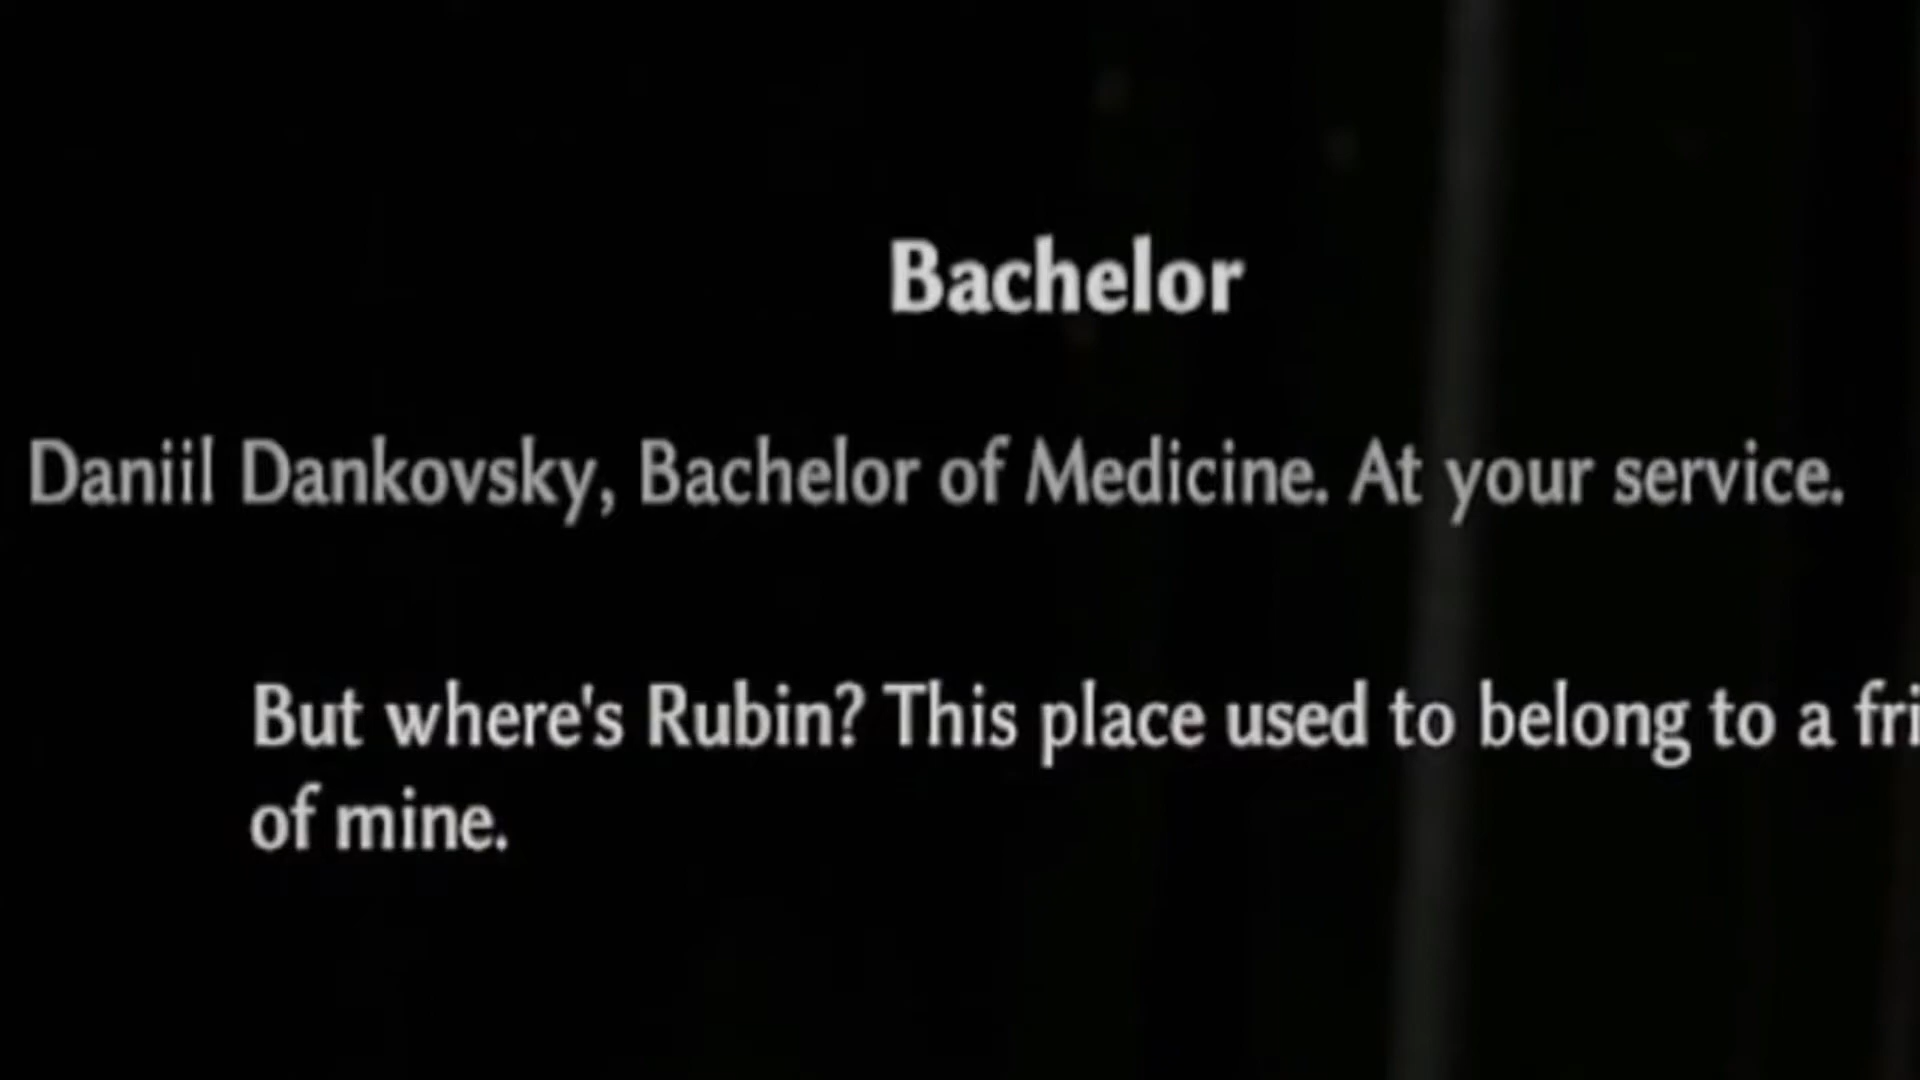 Bachelor
Daniil Dankovsky, Bachelor of Medicine. At your service.
But where's Rubin? This place used to belong to a fri
of mine.